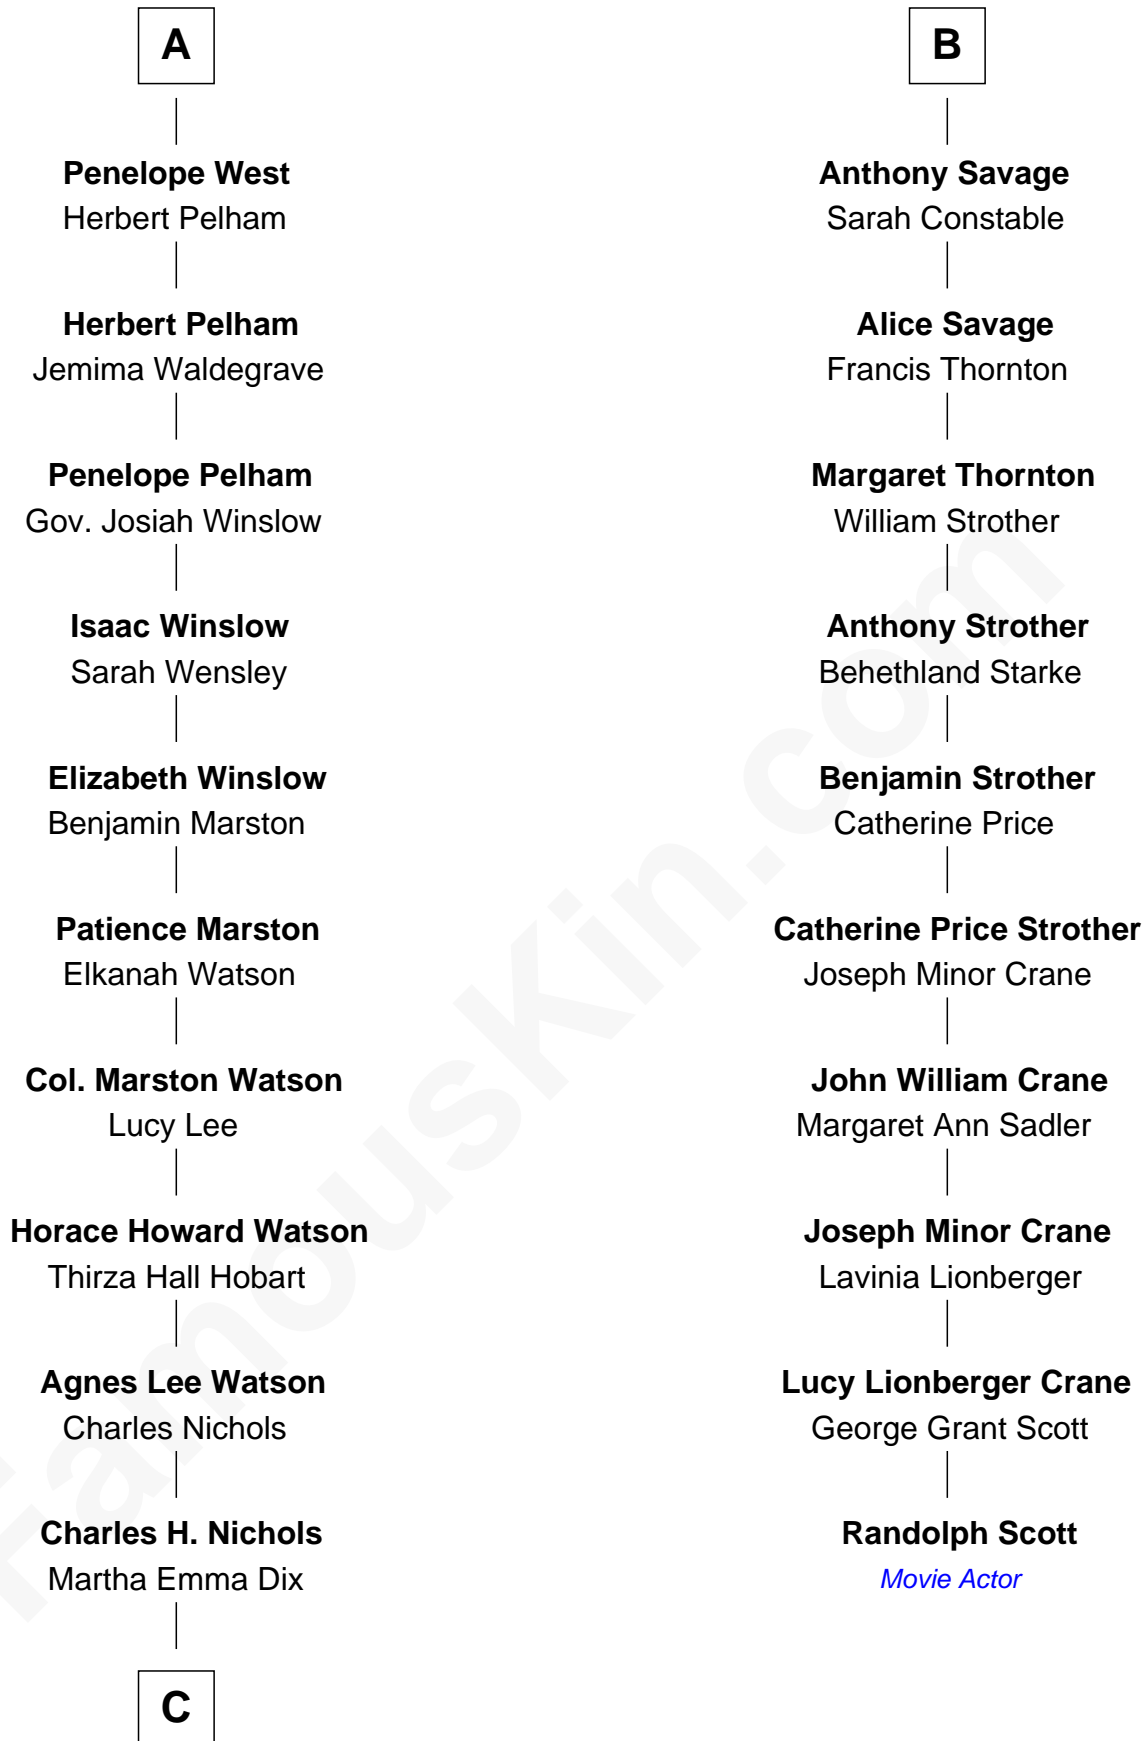 A
Penelope West
Herbert Pelham
Herbert Pelham
Jemima Waldegrave
Penelope Pelham
Gov. Josiah Winslow
Isaac Winslow
Sarah Wensley
Elizabeth Winslow
Benjamin Marston
Patience Marston
Elkanah Watson
Col. Marston Watson
Lucy Lee
Horace Howard Watson
Thirza Hall Hobart
Agnes Lee Watson
Charles Nichols
Charles H. Nichols
Martha Emma Dix
C
B
Anthony Savage
Sarah Constable
Alice Savage
Francis Thornton
Margaret Thornton
William Strother
Anthony Strother
Behethland Starke
Benjamin Strother
Catherine Price
Catherine Price Strother
Joseph Minor Crane
John William Crane
Margaret Ann Sadler
Joseph Minor Crane
Lavinia Lionberger
Lucy Lionberger Crane
George Grant Scott
Randolph Scott
Movie Actor
FamousKin.com